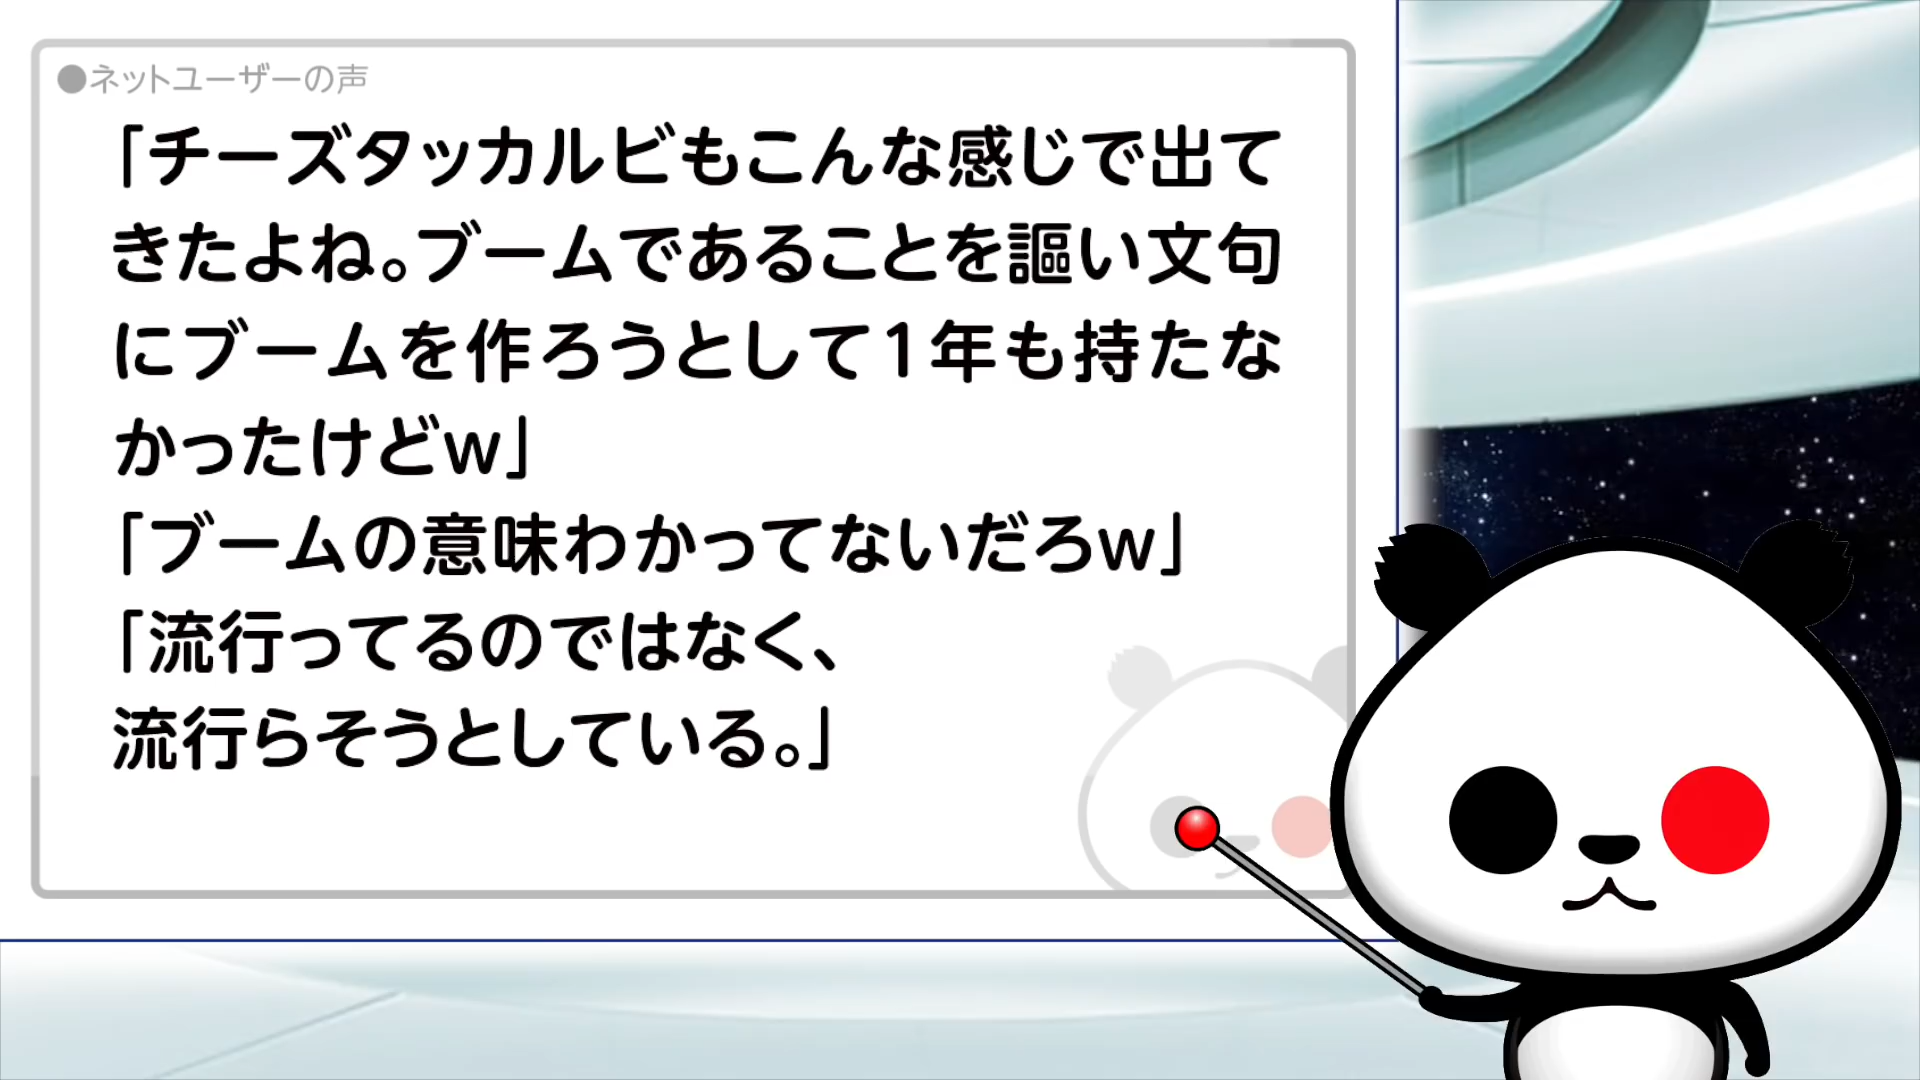 ●ネットユーザーの声
「チーズタッカルビもこんな感じで出て
きたよね。ブームであることを謳い文句
にブームを作ろうとして1年も持たな
かったけどw」
「ブームの意味わかってないだろw」
「流行ってるのではなく、
流行らそうとしている。」